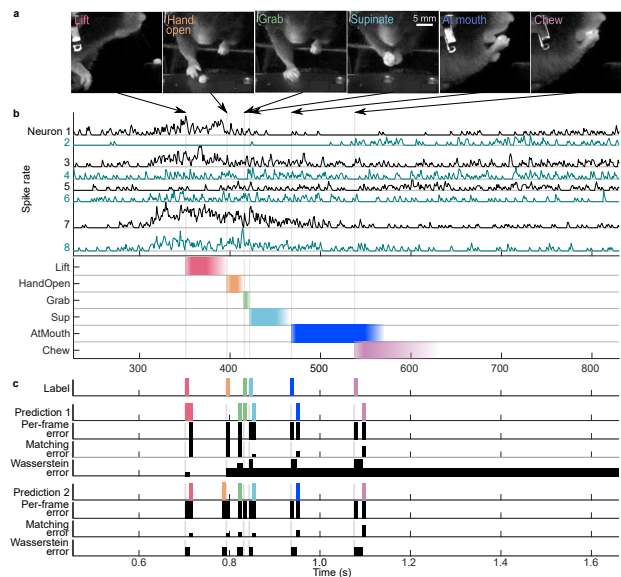 a
Lift
Hand
open
Grab
Supinate
5 mm
At mouth
Chew
b
Neuron 1
2
3
4
5
6
7
8
Spike rate
Lift
HandOpen
Grab
Sup
AtMouth
Chew
300 400 500 600 700 800
c
Label
Prediction 1
Per-frame
error
Matching
error
Wasserstein
error
Prediction 2
Per-frame
error
Matching
error
Wasserstein
error
0.6 0.8 1.0 1.2 1.4 1.6
Time (s)